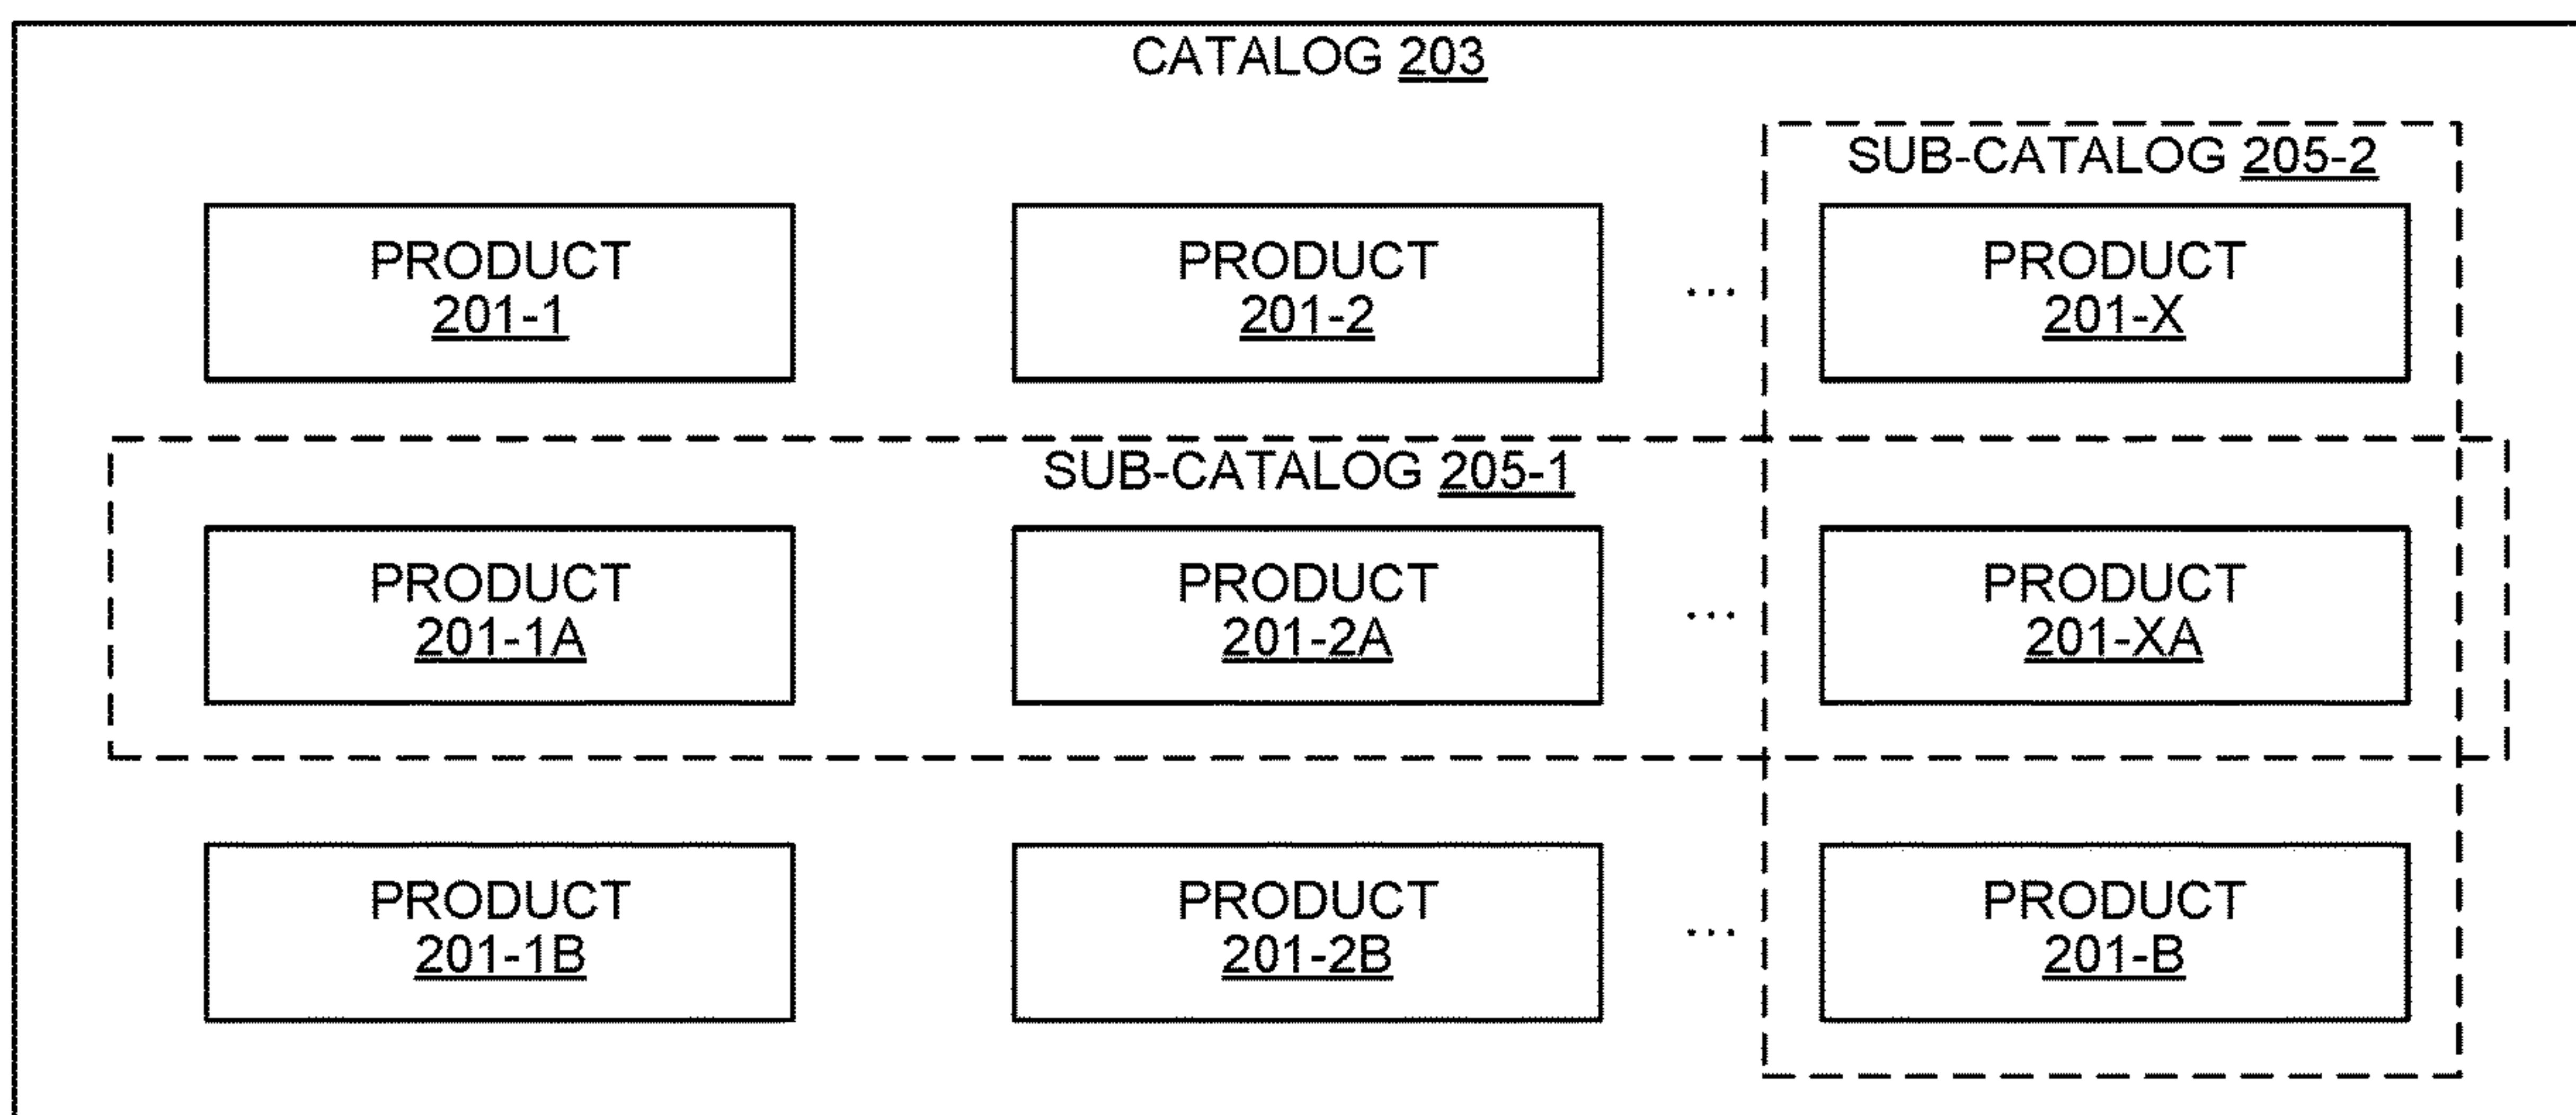 CATALOG 203
SUB-CATALOG 205-2
PRODUCT
201-1
PRODUCT
201-2
...
PRODUCT
201-X
SUB-CATALOG 205-1
PRODUCT
201-1A
PRODUCT
201-2A
...
PRODUCT
201-XA
PRODUCT
201-1B
PRODUCT
201-2B
...
PRODUCT
201-B